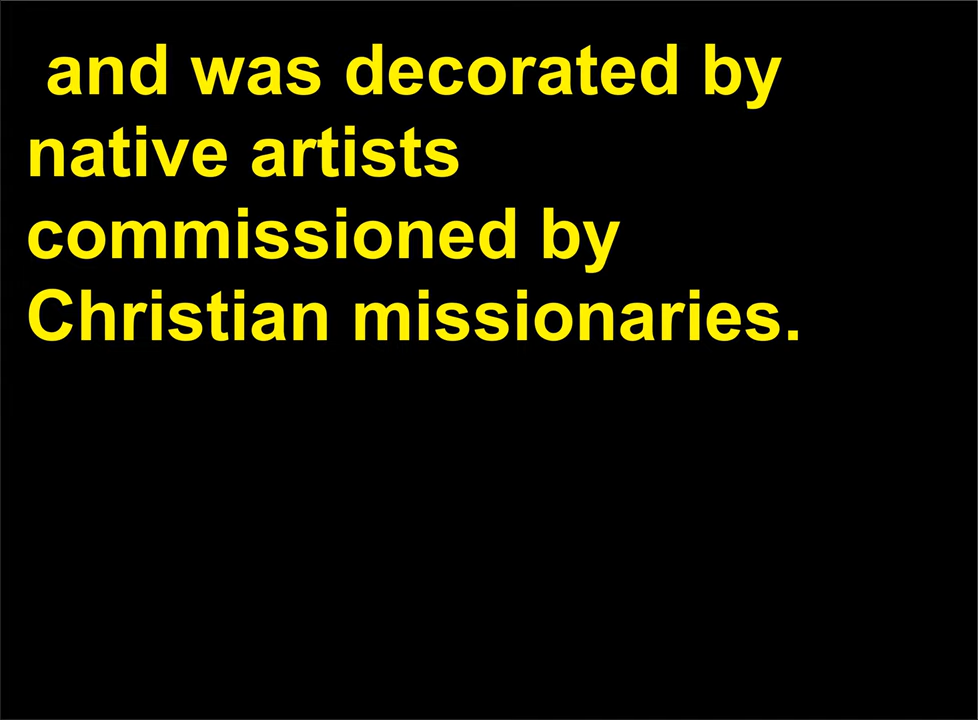 and was decorated by
native artists
commissioned by
Christian missionaries.